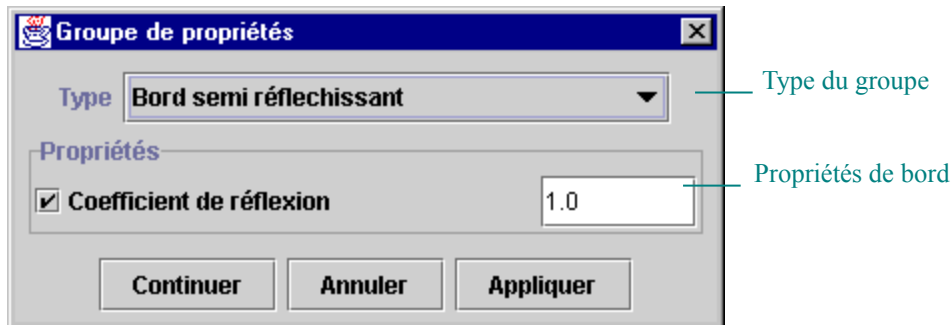 Groupe de propriétés
Type Bord semi réflechissant
Type du groupe
Propriétés
Propriétés de bord
Coefficient de réflexion 1.0
Continuer Annuler Appliquer